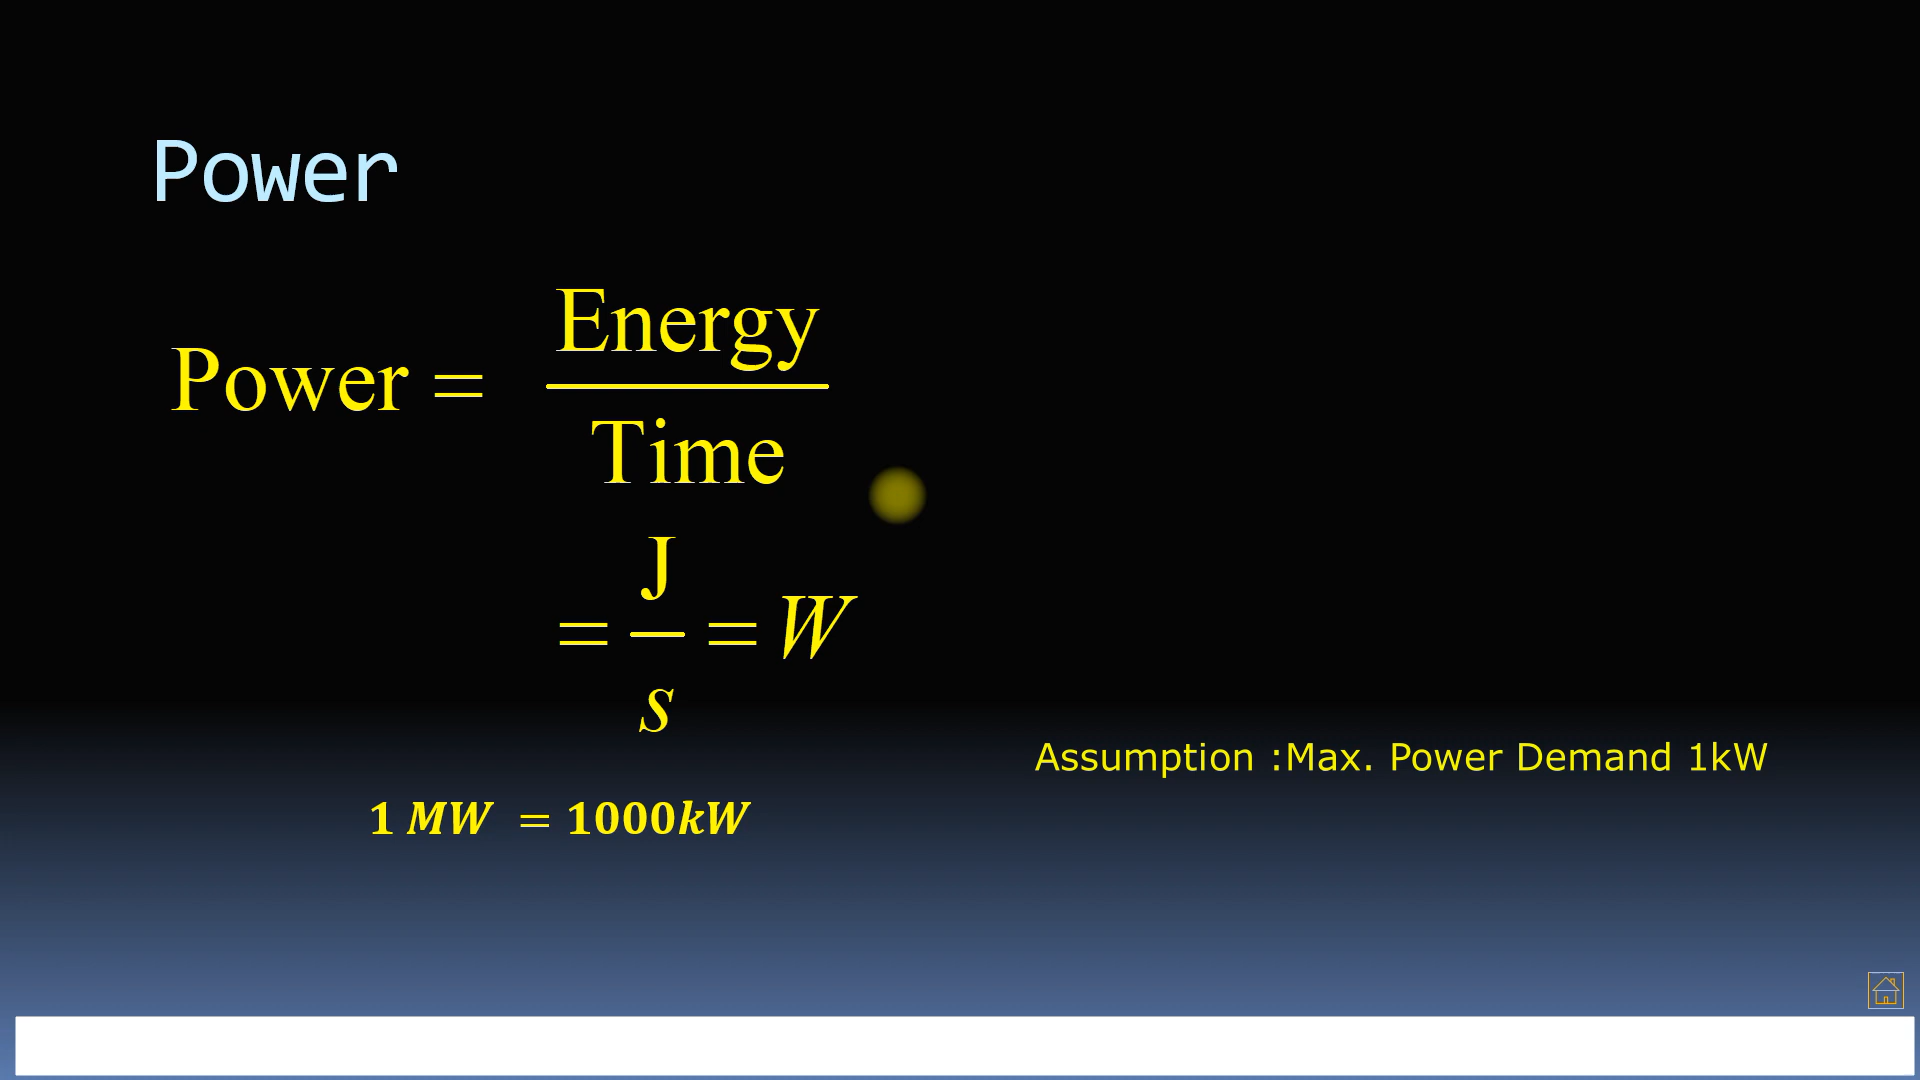 Power
Power = Energy / Time
= J / s = W
Assumption :Max. Power Demand 1kW
1 MW = 1000kW